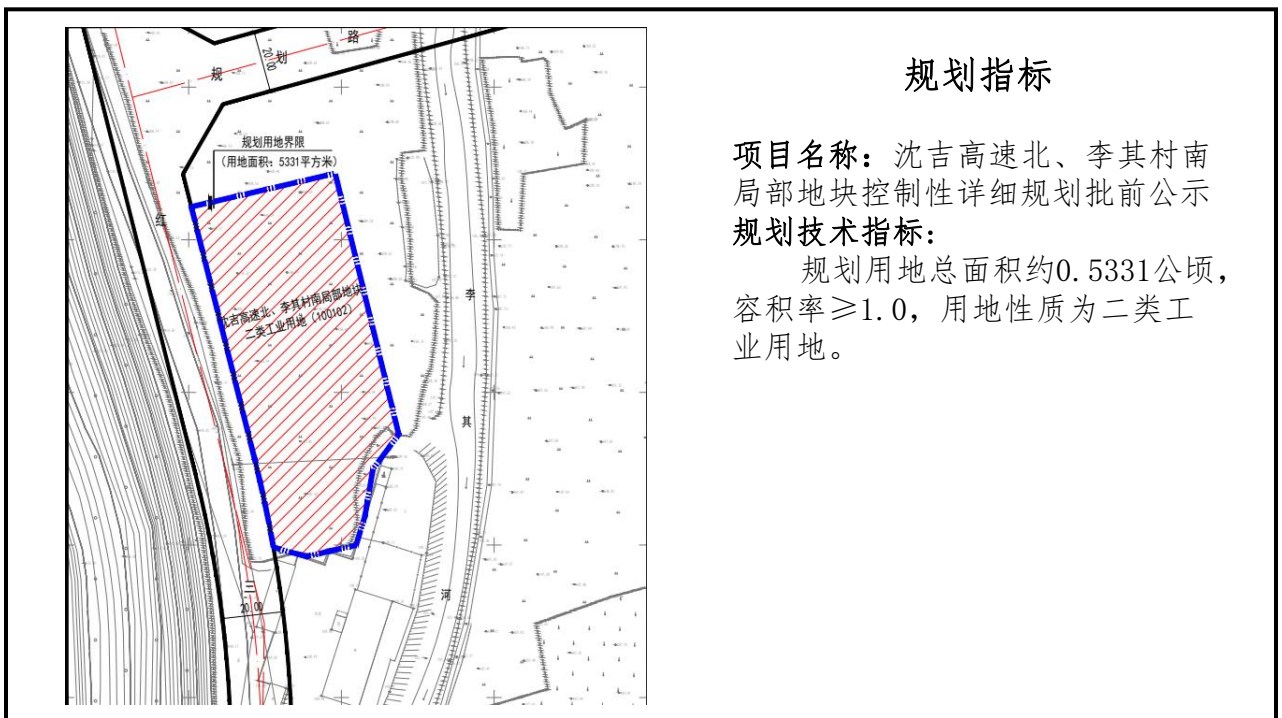 路
划
规
20.00
规划用地界限
(用地面积：5331平方米)
红
沈吉高速北、李其村南局部地块
二类工业用地（100102）
李
其
河
三
20.00
规划指标
项目名称：沈吉高速北、李其村南
局部地块控制性详细规划批前公示
规划技术指标：
规划用地总面积约0.5331公顷，
容积率≥1.0，用地性质为二类工
业用地。